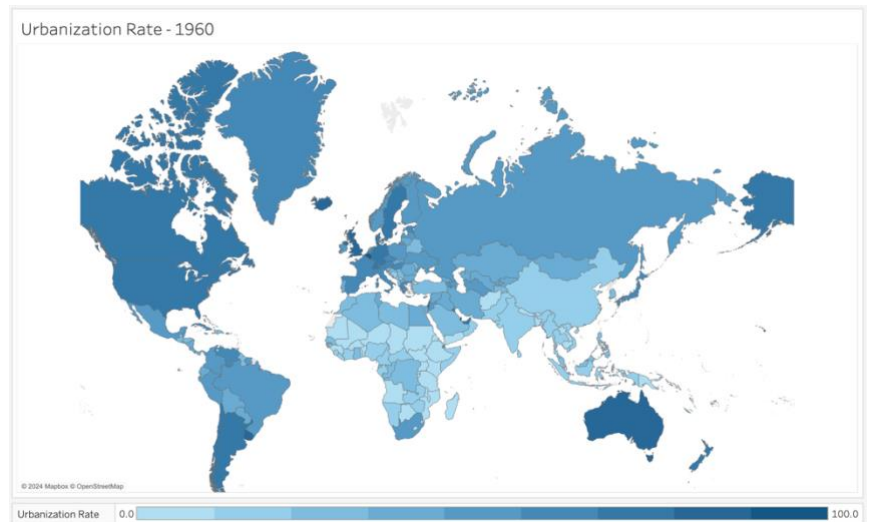 Urbanization Rate - 1960
© 2024 Mapbox © OpenStreetMap
Urbanization Rate 0.0 100.0